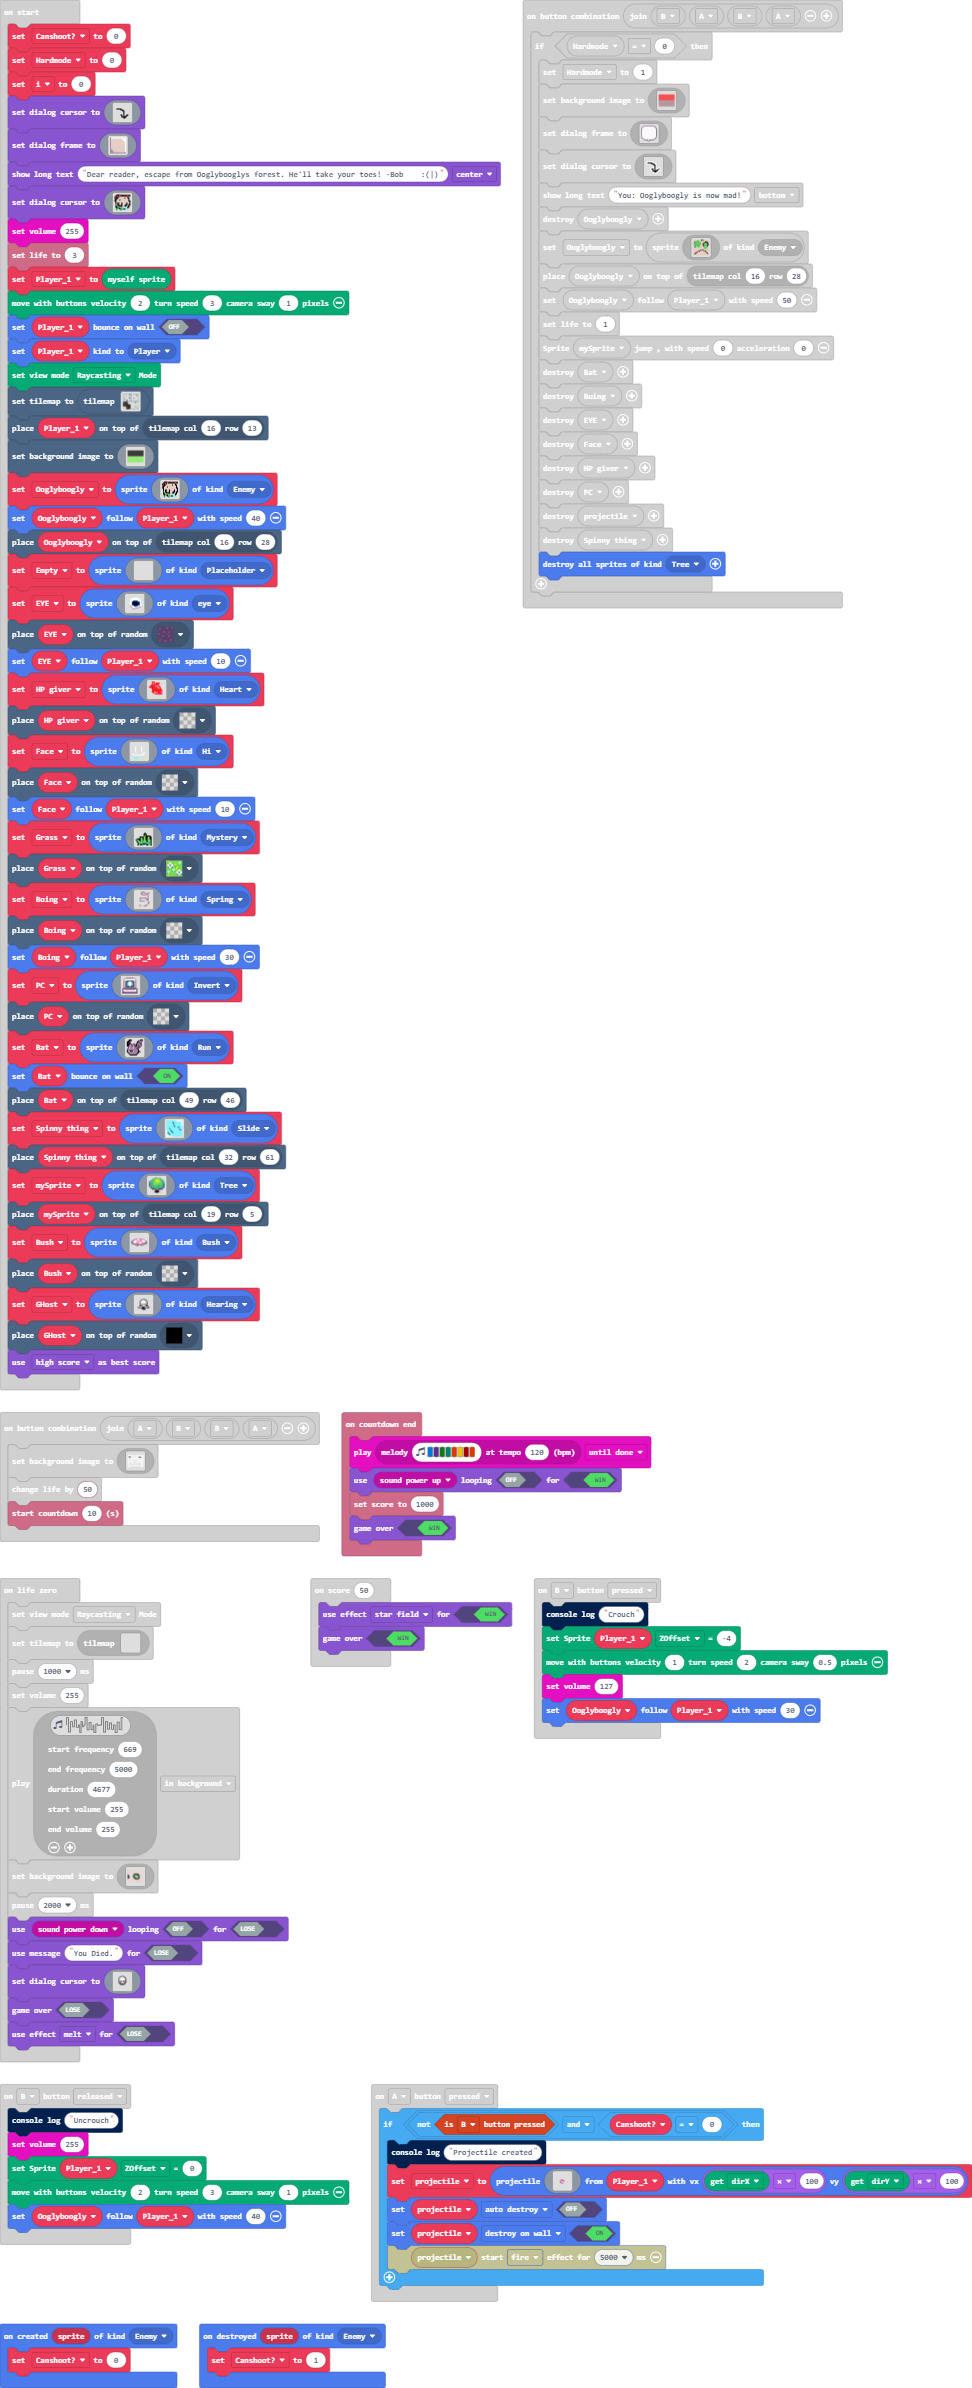 on start
set Canshoot? to 0
set Hardmode to 0
set i to 0
set dialog cursor to
set dialog frame to
show long text "Dear reader, escape from Ooglybooglys forest. He'll take your toes! -Bob :(|)" center
set dialog cursor to
set volume 255
set life to 3
set Player_1 to myself sprite
move with buttons velocity 2 turn speed 3 camera sway 1 pixels
set Player_1 bounce on wall OFF
set Player_1 kind to Player
set view mode Raycasting Mode
set tilemap to tilemap
place Player_1 on top of tilemap col 16 row 13
set background image to
set Ooglyboogly to sprite of kind Enemy
set Ooglyboogly follow Player_1 with speed 40
place Ooglyboogly on top of tilemap col 16 row 28
set Empty to sprite of kind Placeholder
set EYE to sprite of kind eye
place EYE on top of random
set EYE follow Player_1 with speed 10
set HP giver to sprite of kind Heart
place HP giver on top of random
set Face to sprite of kind Hi
place Face on top of random
set Face follow Player_1 with speed 10
set Grass to sprite of kind Mystery
place Grass on top of random
set Boing to sprite of kind Spring
place Boing on top of random
set Boing follow Player_1 with speed 30
set PC to sprite of kind Invert
place PC on top of random
set Bat to sprite of kind Run
set Bat bounce on wall ON
place Bat on top of tilemap col 49 row 46
set Spinny thing to sprite of kind Slide
place Spinny thing on top of tilemap col 32 row 61
set mySprite to sprite of kind Tree
place mySprite on top of tilemap col 19 row 5
set Bush to sprite of kind Bush
place Bush on top of random
set GHost to sprite of kind Hearing
place GHost on top of random
use high score as best score
on button combination join B A B A
if Hardmode = 0 then
set Hardmode to 1
set background image to
set dialog frame to
set dialog cursor to
show long text "You: Ooglyboogly is now mad!" bottom
destroy Ooglyboogly
set Ooglyboogly to sprite of kind Enemy
place Ooglyboogly on top of tilemap col 16 row 28
set Ooglyboogly follow Player_1 with speed 50
set life to 1
Sprite mySprite jump , with speed 0 acceleration 0
destroy Bat
destroy Boing
destroy EYE
destroy Face
destroy HP giver
destroy PC
destroy projectile
destroy Spinny thing
destroy all sprites of kind Tree
on button combination join A B B A
set background image to
change life by 50
start countdown 10 (s)
on countdown end
play melody at tempo 120 (bpm) until done
use sound power up looping OFF for WIN
set score to 1000
game over WIN
on life zero
set view mode Raycasting Mode
set tilemap to tilemap
pause 1000 ms
set volume 255
start frequency 669
end frequency 5000
duration 4677
play in background
start volume 255
end volume 255
set background image to
pause 2000 ms
use sound power down looping OFF for LOSE
use message "You Died." for LOSE
set dialog cursor to
game over LOSE
use effect melt for LOSE
on score 50
use effect star field for WIN
game over WIN
on B button pressed
console log "Crouch"
set Sprite Player_1 ZOffset = -4
move with buttons velocity 1 turn speed 2 camera sway 0.5 pixels
set volume 127
set Ooglyboogly follow Player_1 with speed 30
on B button released
console log "Uncrouch"
set volume 255
set Sprite Player_1 ZOffset = 0
move with buttons velocity 2 turn speed 3 camera sway 1 pixels
set Ooglyboogly follow Player_1 with speed 40
on A button pressed
if not is B button pressed and Canshoot? = 0 then
console log "Projectile created"
set projectile to projectile from Player_1 with vx get dirX × 100 vy get dirY × 100
set projectile auto destroy OFF
set projectile destroy on wall ON
projectile start fire effect for 5000 ms
on created sprite of kind Enemy
set Canshoot? to 0
on destroyed sprite of kind Enemy
set Canshoot? to 1